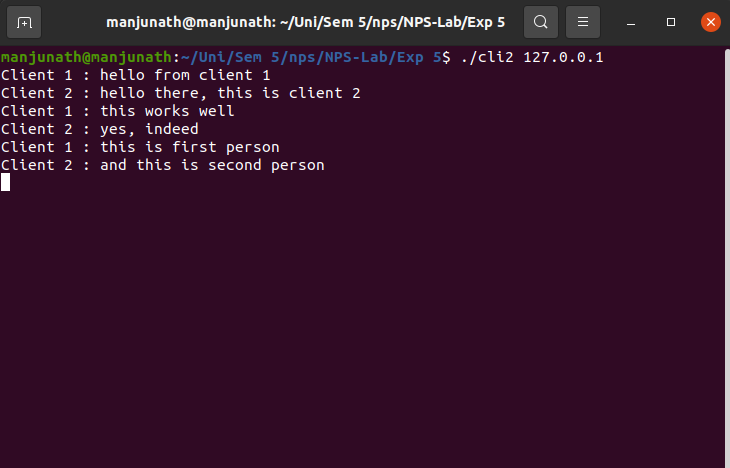 manjunath@manjunath: ~/Uni/Sem 5/nps/NPS-Lab/Exp 5
manjunath@manjunath:~/Uni/Sem 5/nps/NPS-Lab/Exp 5$ ./cli2 127.0.0.1
Client 1 : hello from client 1
Client 2 : hello there, this is client 2
Client 1 : this works well
Client 2 : yes, indeed
Client 1 : this is first person
Client 2 : and this is second person